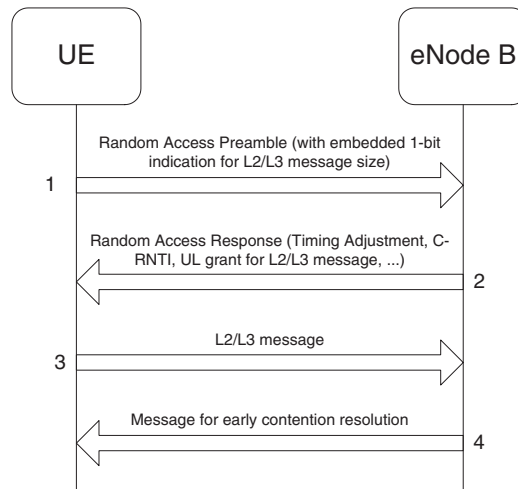 UE
eNode B
Random Access Preamble (with embedded 1-bit
indication for L2/L3 message size)
1
Random Access Response (Timing Adjustment, C-
RNTI, UL grant for L2/L3 message, ...)
2
L2/L3 message
3
Message for early contention resolution
4